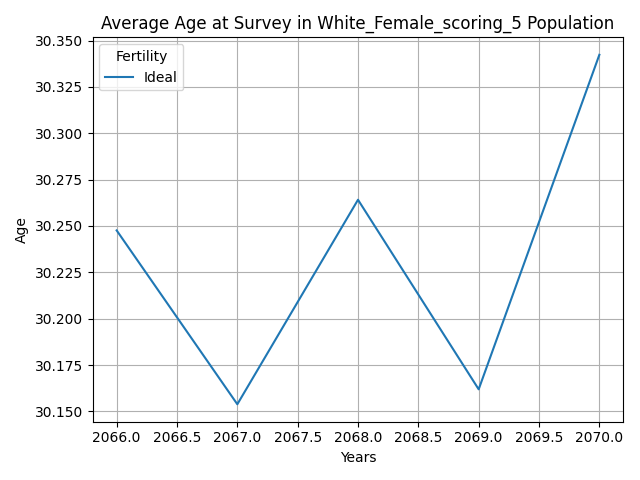 Average Age at Survey in White_Female_scoring_5 Population
Fertility
Ideal
30.350
30.325
30.300
30.275
30.250
30.225
30.200
30.175
30.150
Age
2066.0 2066.5 2067.0 2067.5 2068.0 2068.5 2069.0 2069.5 2070.0
Years